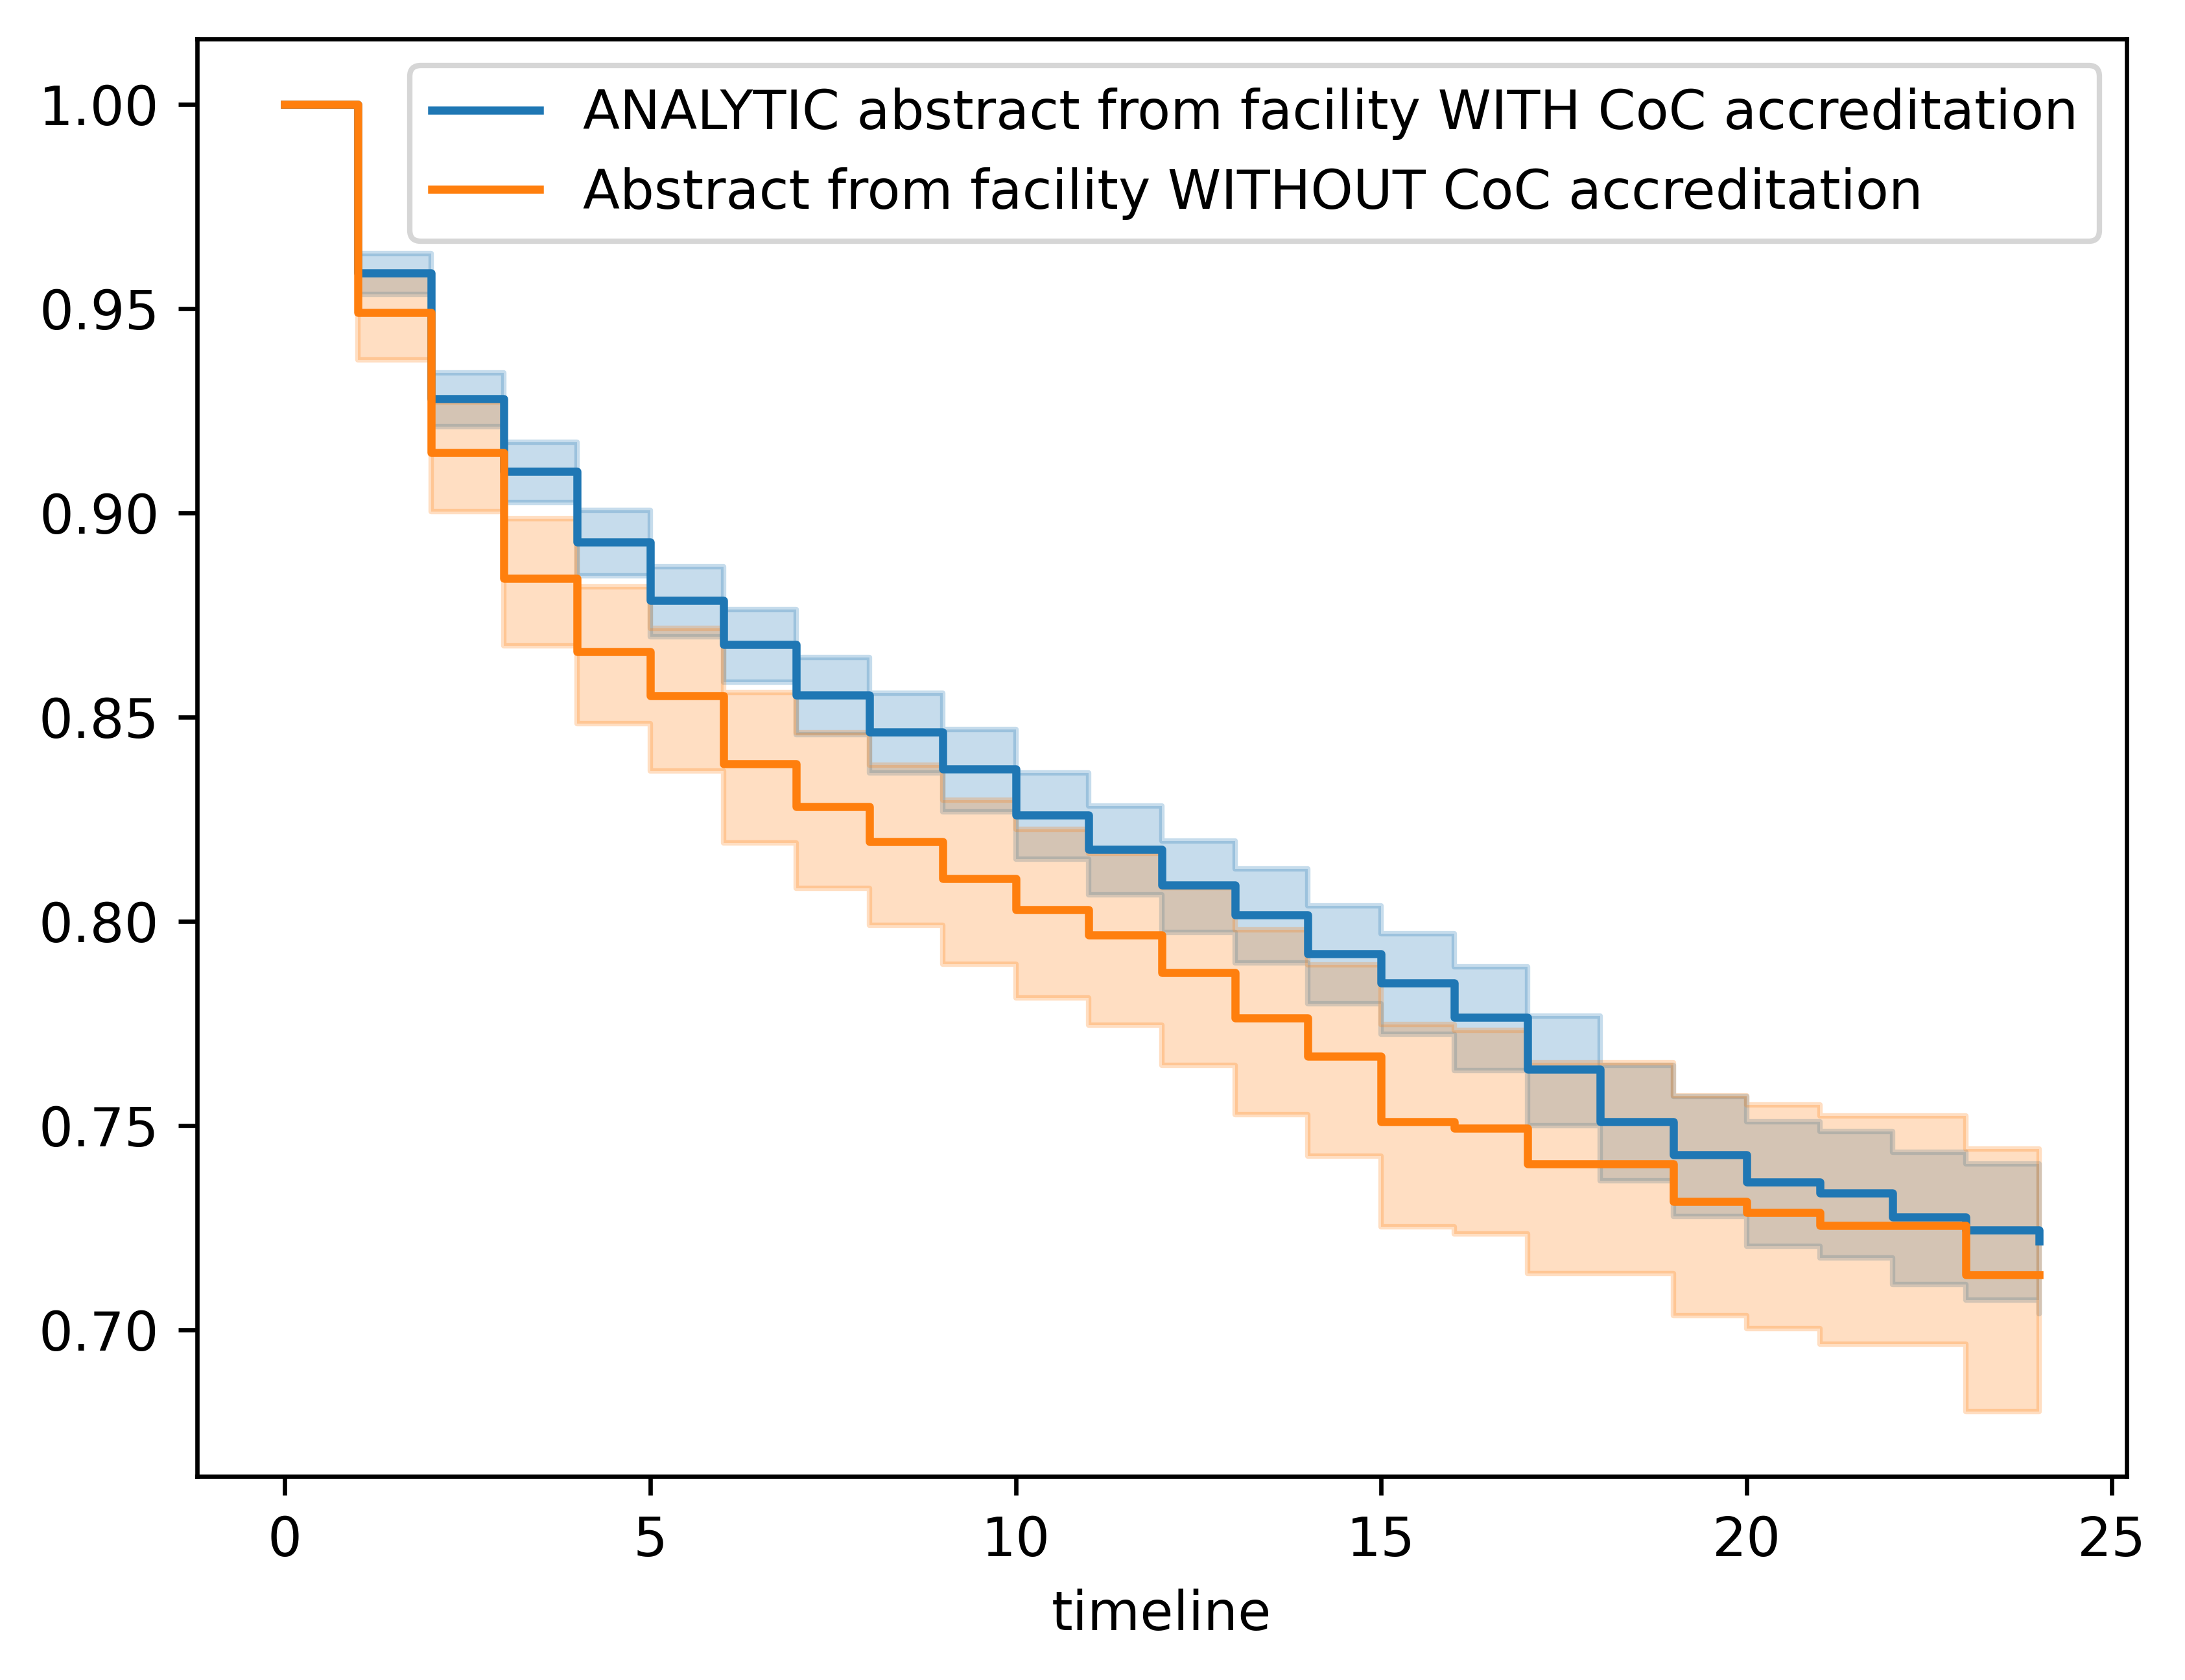 ANALYTIC abstract from facility WITH CoC accreditation
Abstract from facility WITHOUT CoC accreditation
1.00
0.95
0.90
0.85
0.80
0.75
0.70
0 5 10 15 20 25
timeline